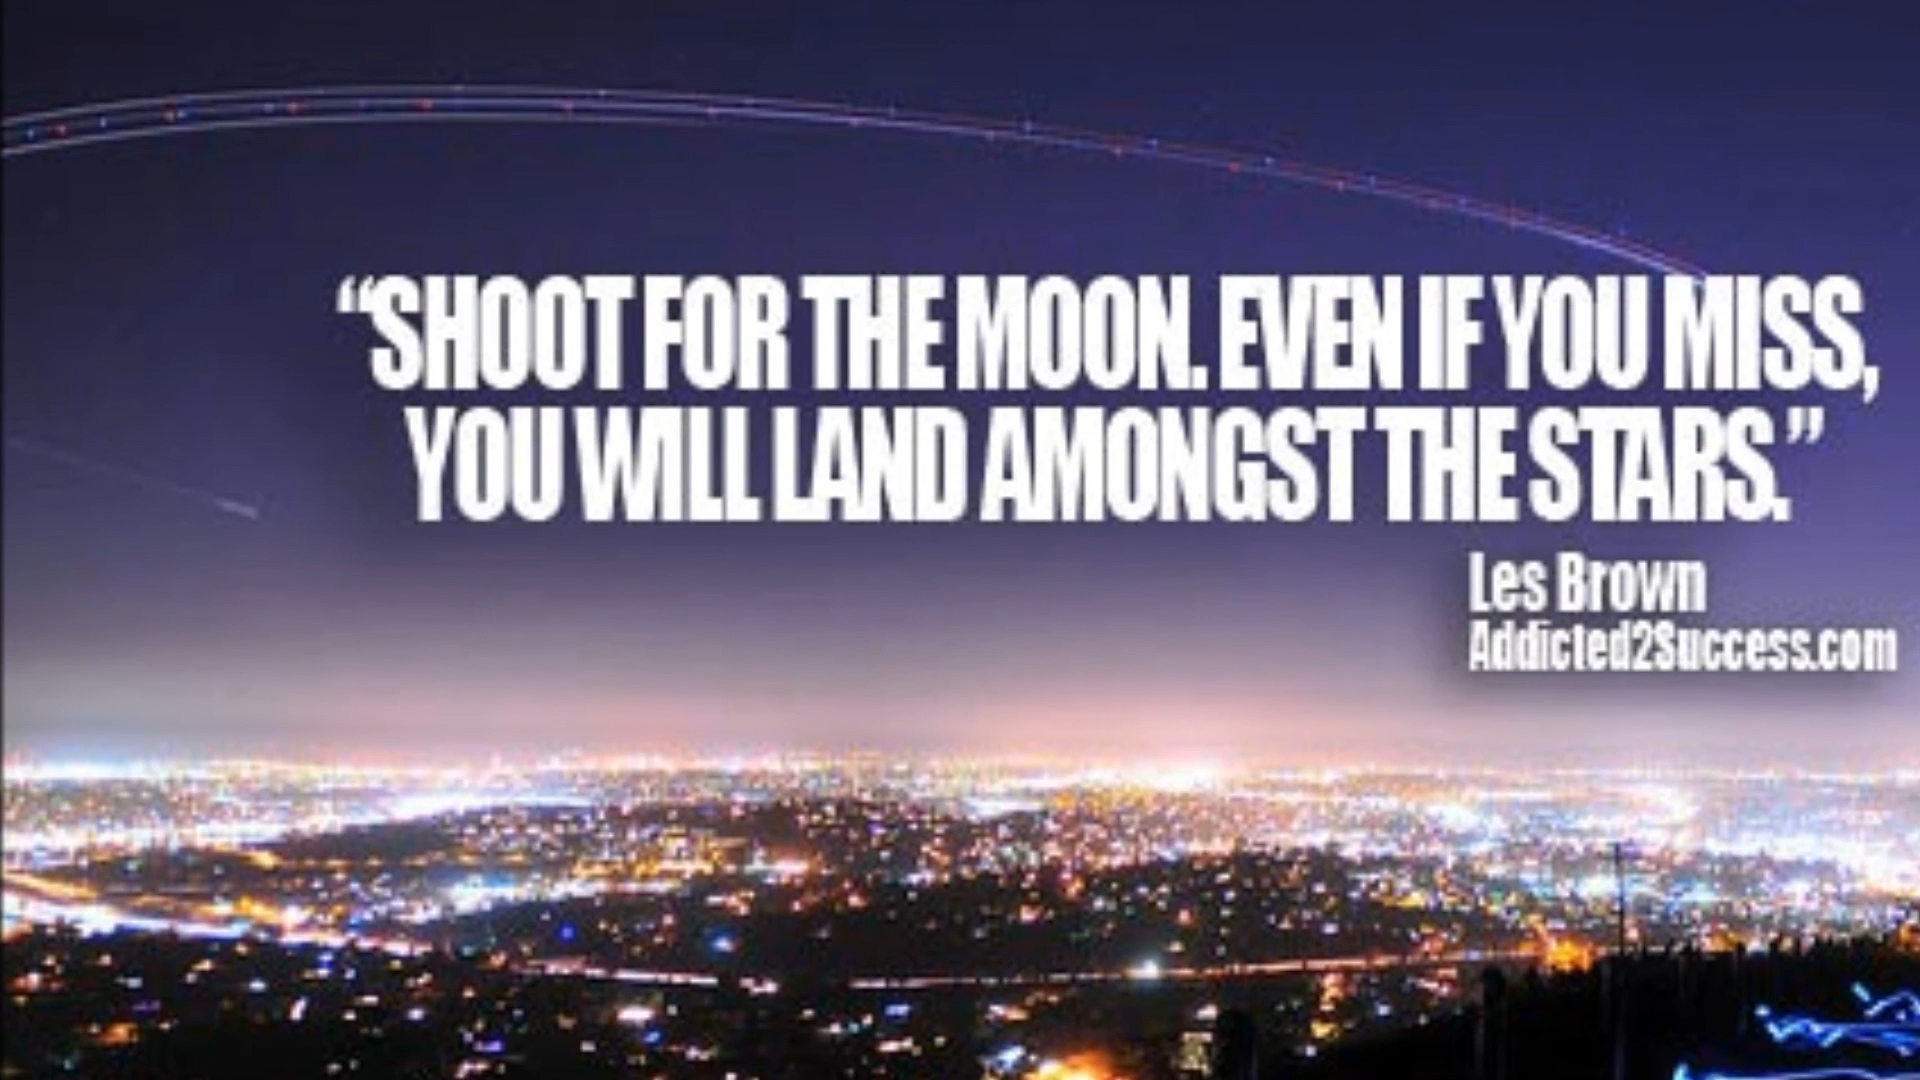 “SHOOT FOR THE MOON. EVEN IF YOU MISS,
YOU WILL LAND AMONGST THE STARS.”
Les Brown
Addicted2Success.com